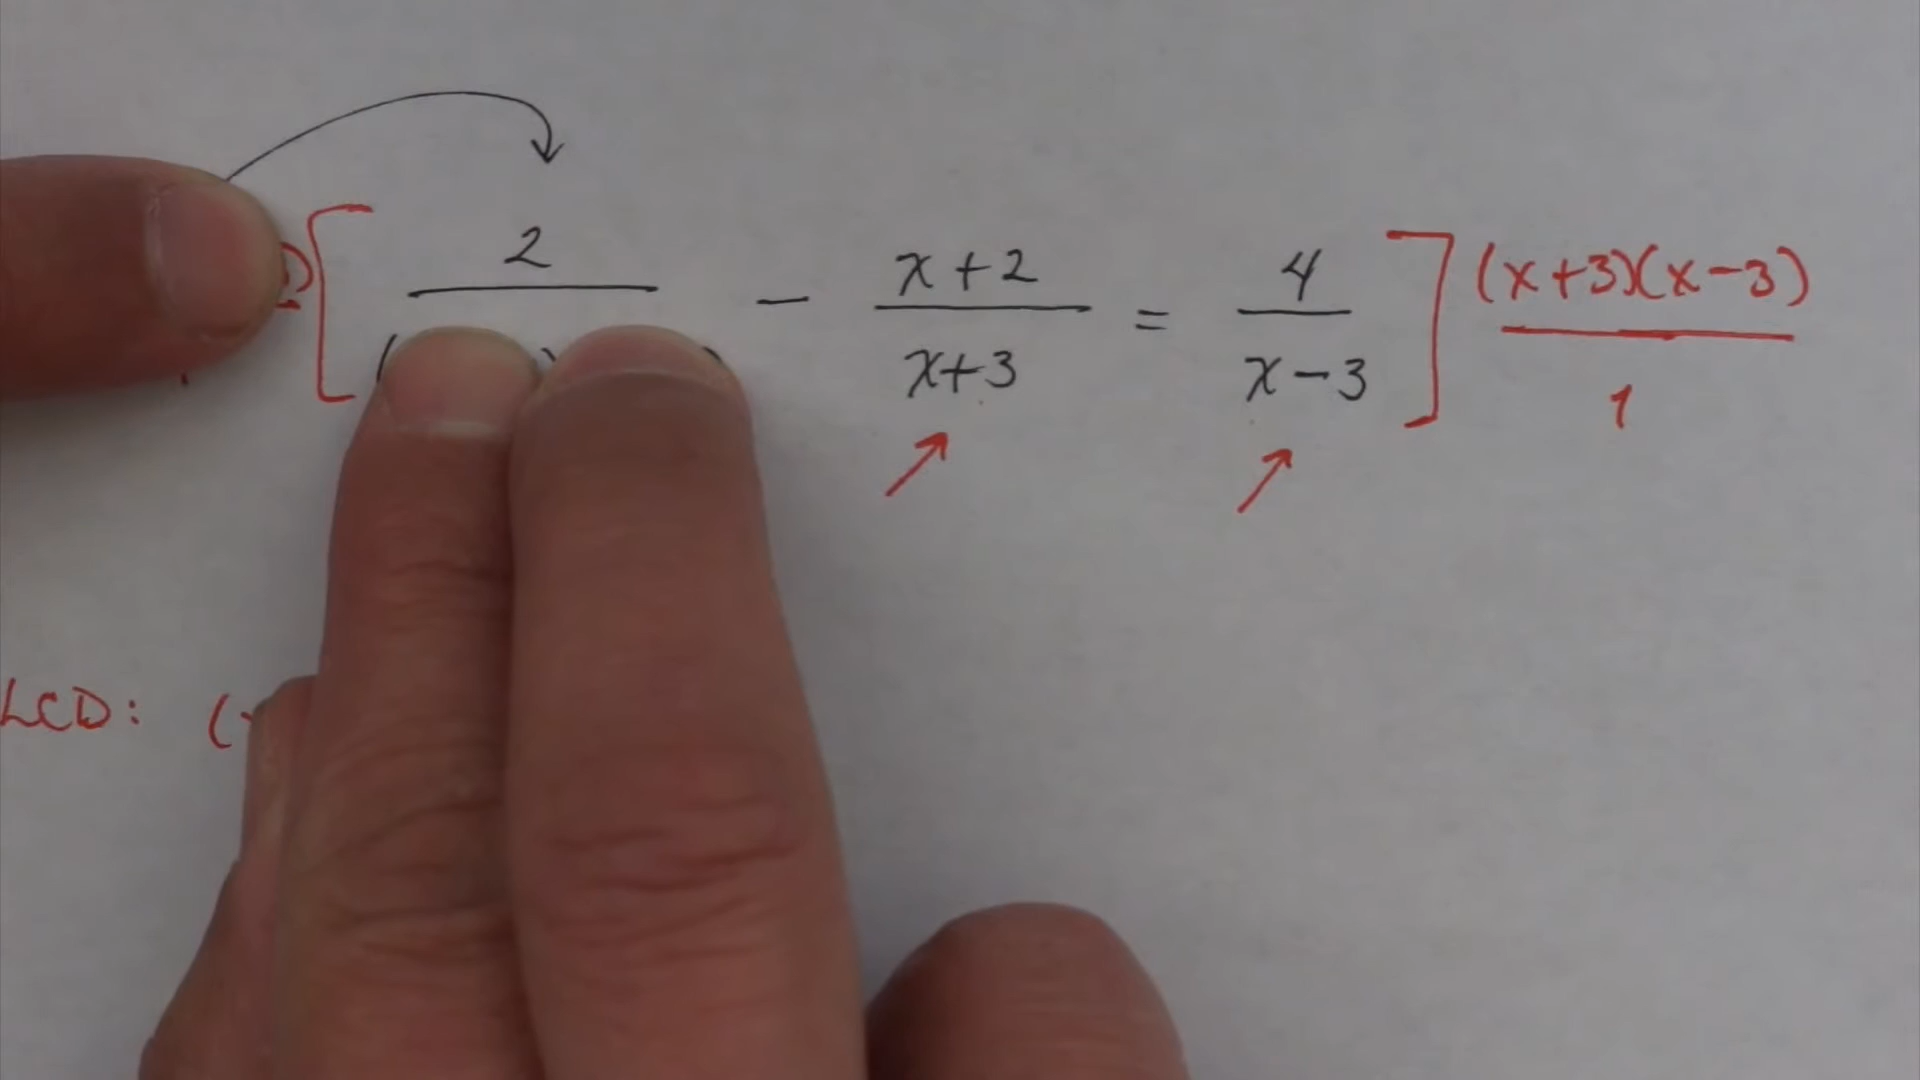 2 / - x+2 / x+3 = 4 / x-3 ] (x+3)(x-3) / 1
LCD: (